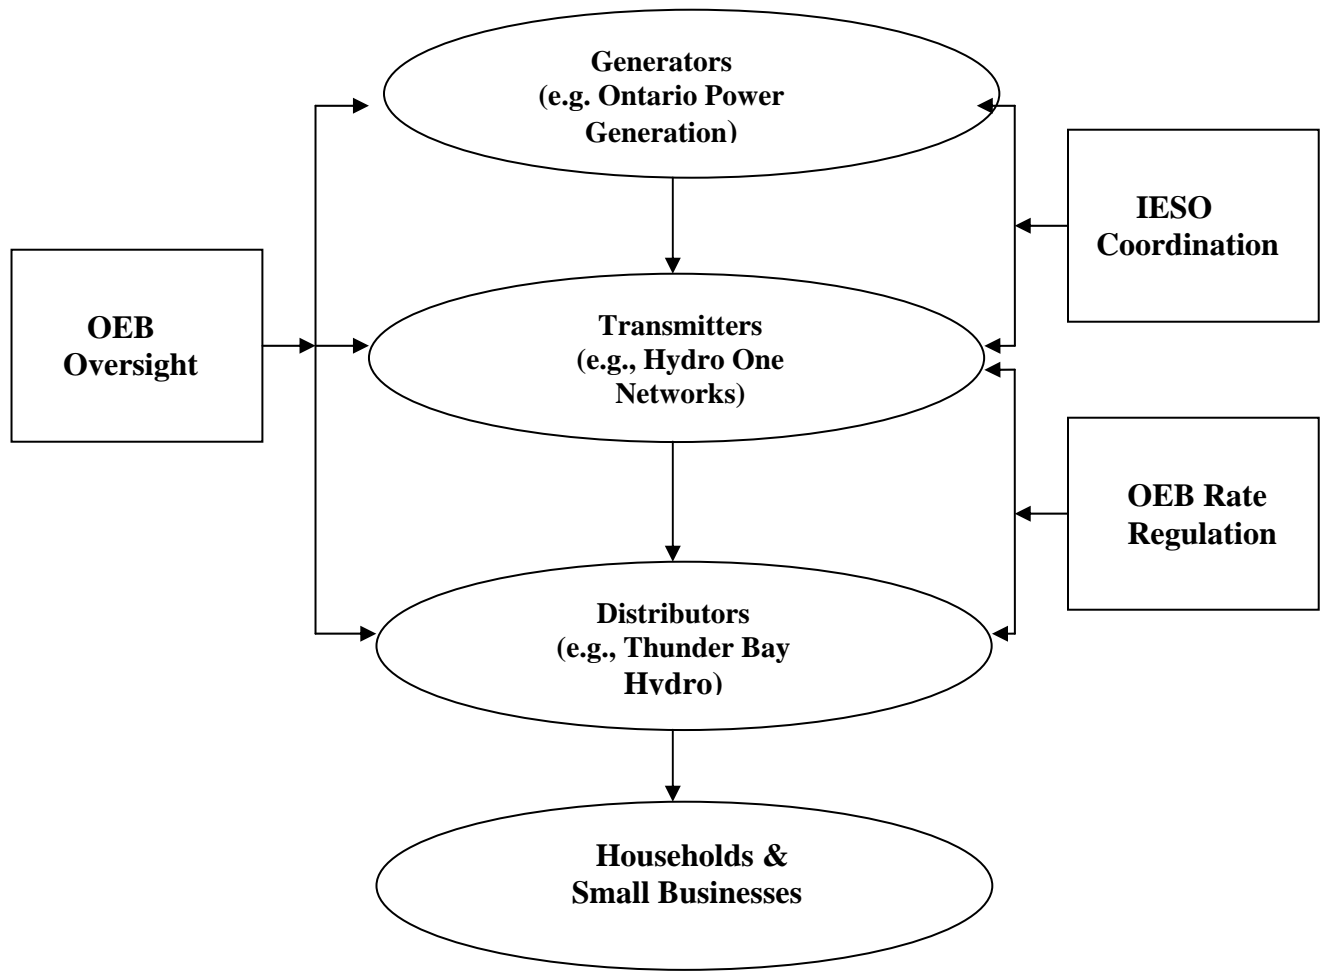 Generators
(e.g. Ontario Power
Generation)
IESO
Coordination
OEB
Oversight
Transmitters
(e.g., Hydro One
Networks)
OEB Rate
Regulation
Distributors
(e.g., Thunder Bay
Hydro)
Households &
Small Businesses